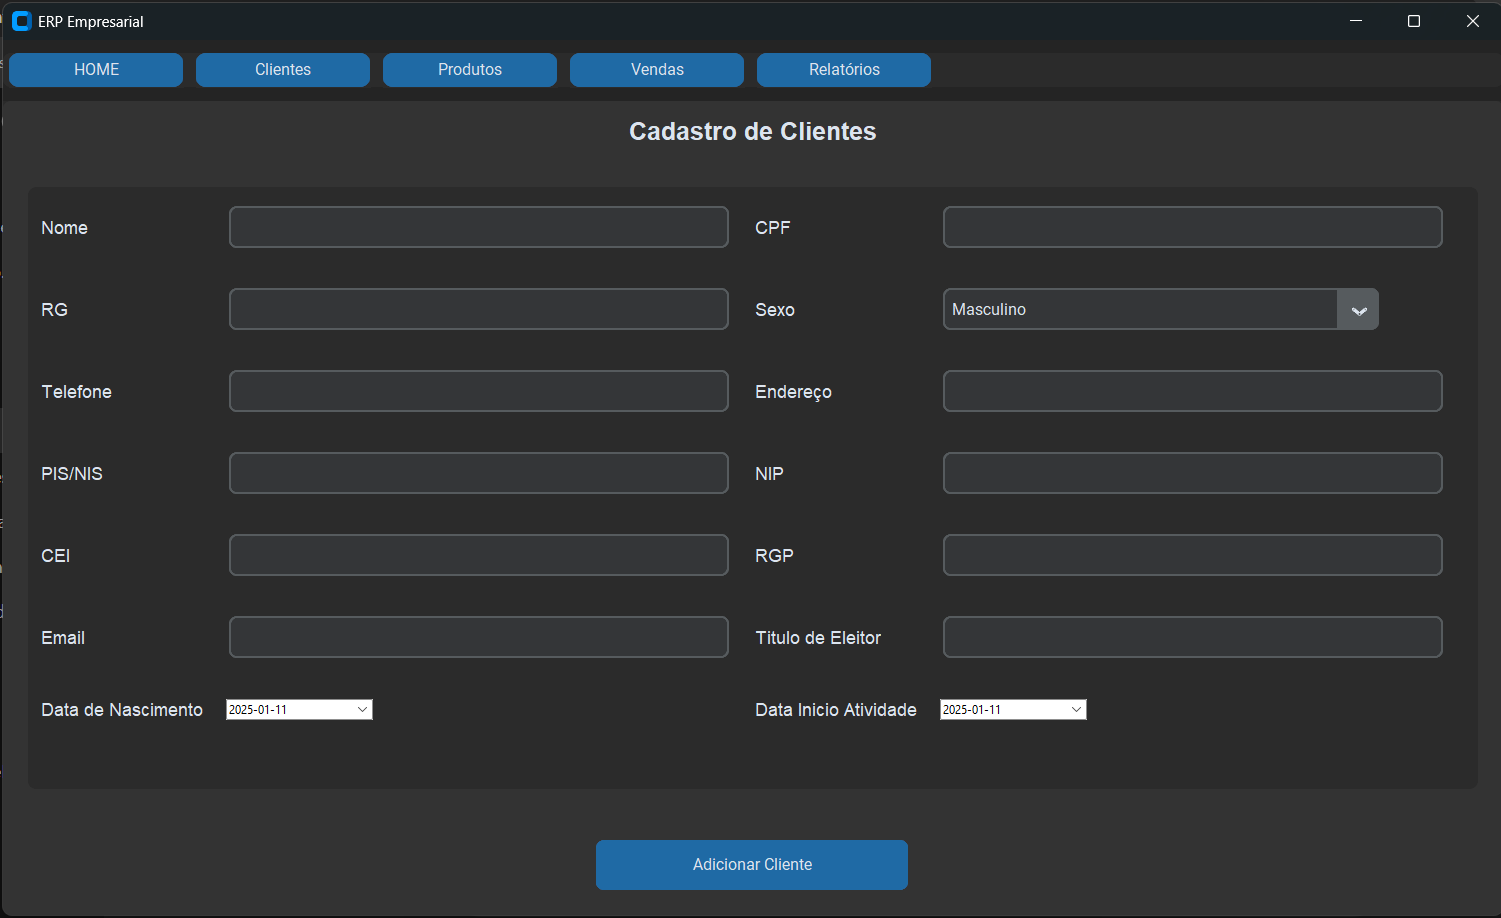 ERP Empresarial
HOME Clientes Produtos Vendas Relatórios
Cadastro de Clientes
Nome CPF
RG Sexo Masculino
Telefone Endereço
PIS/NIS NIP
CEI RGP
Email Titulo de Eleitor
Data de Nascimento 2025-01-11 Data Inicio Atividade 2025-01-11
Adicionar Cliente